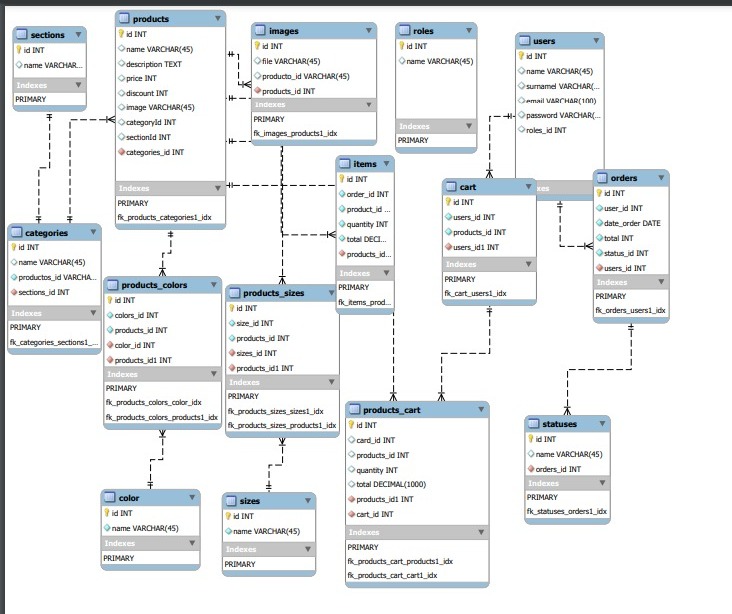 sections
id INT
name VARCHAR...
Indexes
PRIMARY
products
id INT
name VARCHAR(45)
description TEXT
price INT
discount INT
image VARCHAR(45)
categoryId INT
sectionId INT
categories_id INT
Indexes
PRIMARY
fk_products_categories1_idx
images
id INT
file VARCHAR(45)
producto_id VARCHAR(45)
products_id INT
Indexes
PRIMARY
fk_images_products1_idx
roles
id INT
name VARCHAR(45)
Indexes
PRIMARY
users
id INT
name VARCHAR(45)
surnamel VARCHAR(...
email VARCHAR(100)
password VARCHAR(...
roles_id INT
exes
items
id INT
order_id INT
product_id ...
quantity INT
total DECI...
products_id...
Indexes
PRIMARY
fk_items_prod...
cart
id INT
users_id INT
products_id INT
users_id1 INT
Indexes
PRIMARY
fk_cart_users1_idx
orders
id INT
user_id INT
date_order DATE
total INT
status_id INT
users_id INT
Indexes
PRIMARY
fk_orders_users1_idx
categories
id INT
name VARCHAR(45)
productos_id VARCHA...
sections_id INT
Indexes
PRIMARY
fk_categories_sections1_...
products_colors
id INT
colors_id INT
products_id INT
color_id INT
products_id1 INT
Indexes
PRIMARY
fk_products_colors_color_idx
fk_products_colors_products1_idx
products_sizes
id INT
size_id INT
products_id INT
sizes_id INT
products_id1 INT
Indexes
PRIMARY
fk_products_sizes_sizes1_idx
fk_products_sizes_products1_idx
products_cart
id INT
card_id INT
products_id INT
quantity INT
total DECIMAL(1000)
products_id1 INT
cart_id INT
Indexes
PRIMARY
fk_products_cart_products1_idx
fk_products_cart_cart1_idx
statuses
id INT
name VARCHAR(45)
orders_id INT
Indexes
PRIMARY
fk_statuses_orders1_idx
color
id INT
name VARCHAR(45)
Indexes
PRIMARY
sizes
id INT
name VARCHAR(45)
Indexes
PRIMARY